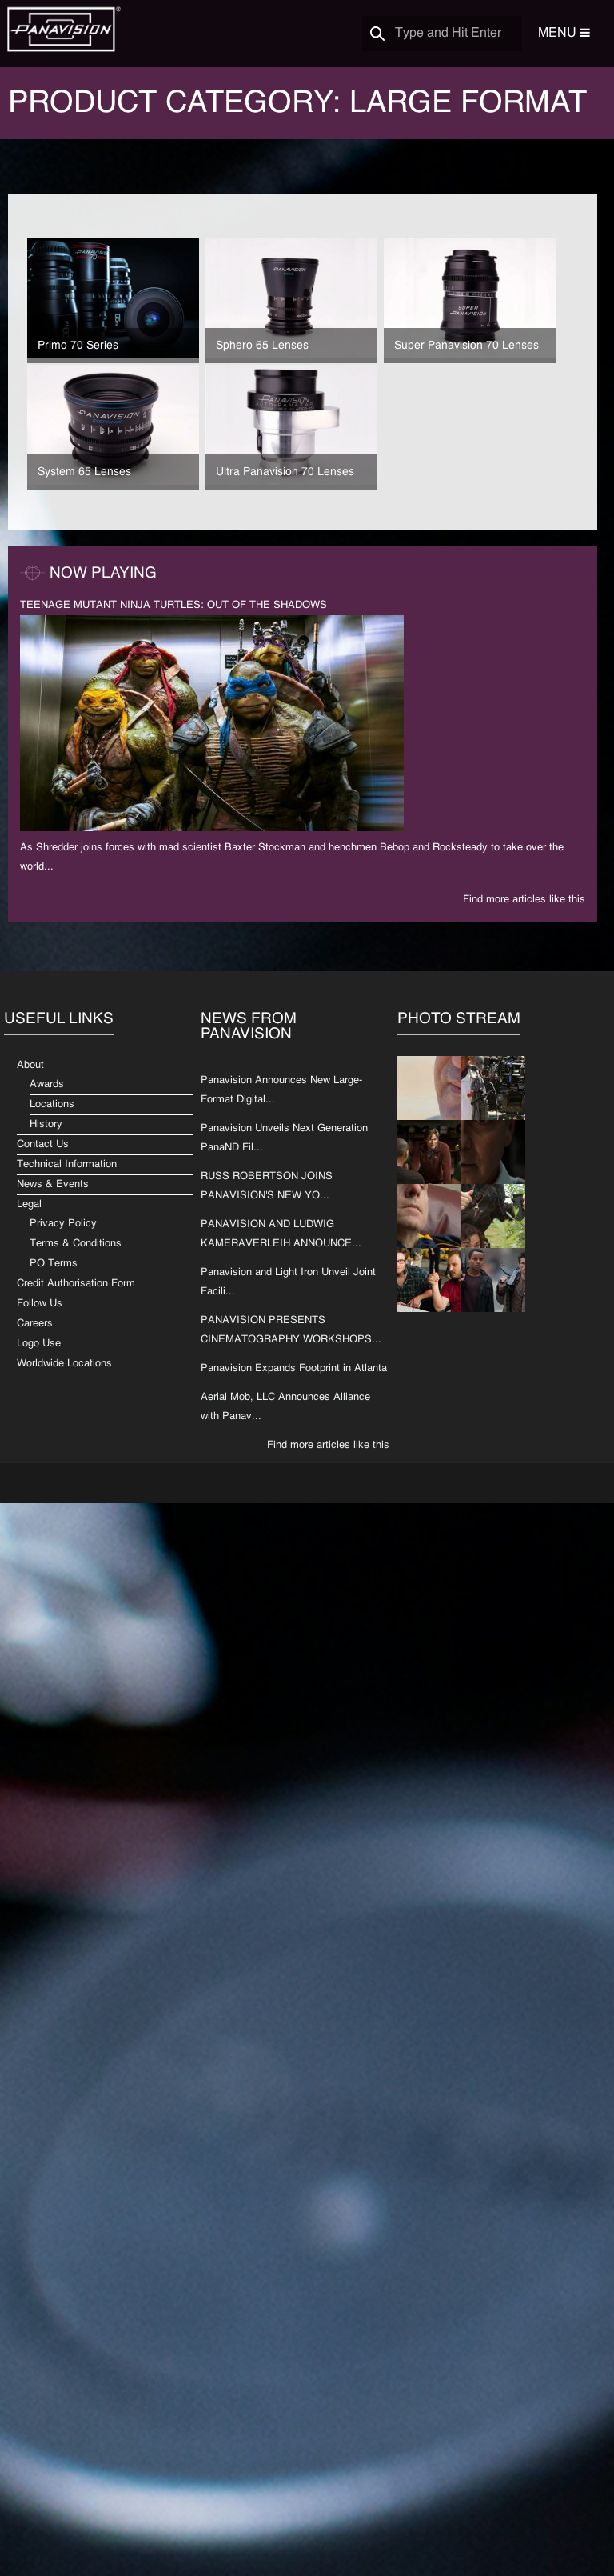 PANAVISION®
Type and Hit Enter
MENU
PRODUCT CATEGORY: LARGE FORMAT
Primo 70 Series
PANAVISION
Sphero 65 Lenses
SUPER PANAVISION
Super Panavision 70 Lenses
PANAVISION
SYSTEM 65
System 65 Lenses
Ultra Panavision 70 Lenses
NOW PLAYING
TEENAGE MUTANT NINJA TURTLES: OUT OF THE SHADOWS
As Shredder joins forces with mad scientist Baxter Stockman and henchmen Bebop and Rocksteady to take over the
world...
Find more articles like this
USEFUL LINKS
About
Awards
Locations
History
Contact Us
Technical Information
News & Events
Legal
Privacy Policy
Terms & Conditions
PO Terms
Credit Authorisation Form
Follow Us
Careers
Logo Use
Worldwide Locations
NEWS FROM
PANAVISION
Panavision Announces New Large-
Format Digital...
Panavision Unveils Next Generation
PanaND Fil...
RUSS ROBERTSON JOINS
PANAVISION'S NEW YO...
PANAVISION AND LUDWIG
KAMERAVERLEIH ANNOUNCE...
Panavision and Light Iron Unveil Joint
Facili...
PANAVISION PRESENTS
CINEMATOGRAPHY WORKSHOPS...
Panavision Expands Footprint in Atlanta
Aerial Mob, LLC Announces Alliance
with Panav...
Find more articles like this
PHOTO STREAM